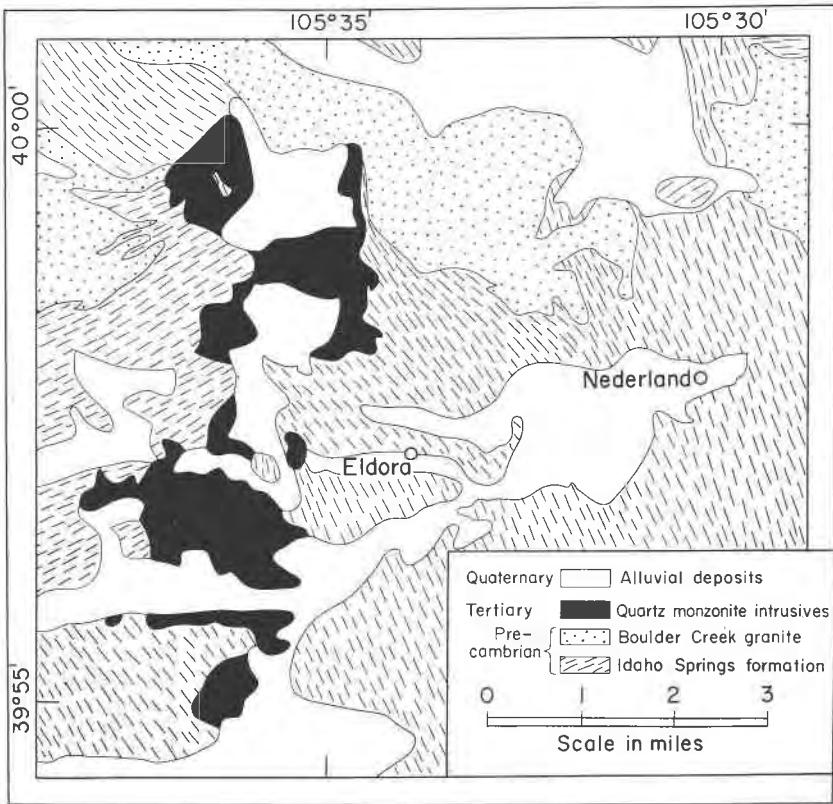 105°35'
105°30'
40°00'
Nederland
Eldora
39°55'
Quaternary Alluvial deposits
Tertiary Quartz monzonite intrusives
Pre-
cambrian
Boulder Creek granite
Idaho Springs formation
0 1 2 3
Scale in miles